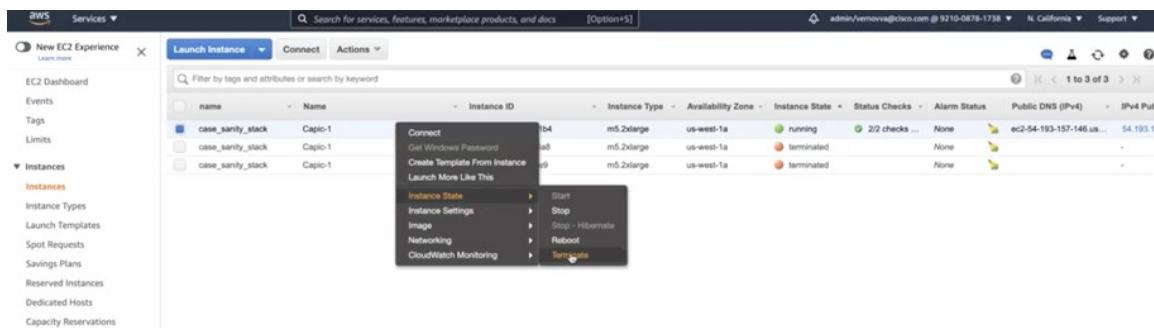 aws Services Search for services, features, marketplace products, and docs [Option+S] admin/vernovva@cisco.com @ 9210-0878-1738 N. California Support
New EC2 Experience
Learn more
Launch Instance Connect Actions
Filter by tags and attributes or search by keyword 1 to 3 of 3
EC2 Dashboard
Events
Tags
Limits
Instances
Instances
Instance Types
Launch Templates
Spot Requests
Savings Plans
Reserved Instances
Dedicated Hosts
Capacity Reservations
name Name Instance ID Instance Type Availability Zone Instance State Status Checks Alarm Status Public DNS (IPv4) IPv4 Pub
case_sanity_stack Capic-1 1b4 m5.2xlarge us-west-1a running 2/2 checks ... None ec2-54-193-157-146.us... 54.193.1
case_sanity_stack Capic-1 m5.2xlarge us-west-1a terminated None -
case_sanity_stack Capic-1 m5.2xlarge us-west-1a terminated None -
Connect
Get Windows Password
Create Template From Instance
Launch More Like This
Instance State
Instance Settings
Image
Networking
CloudWatch Monitoring
Start
Stop
Stop - Hibernate
Reboot
Terminate